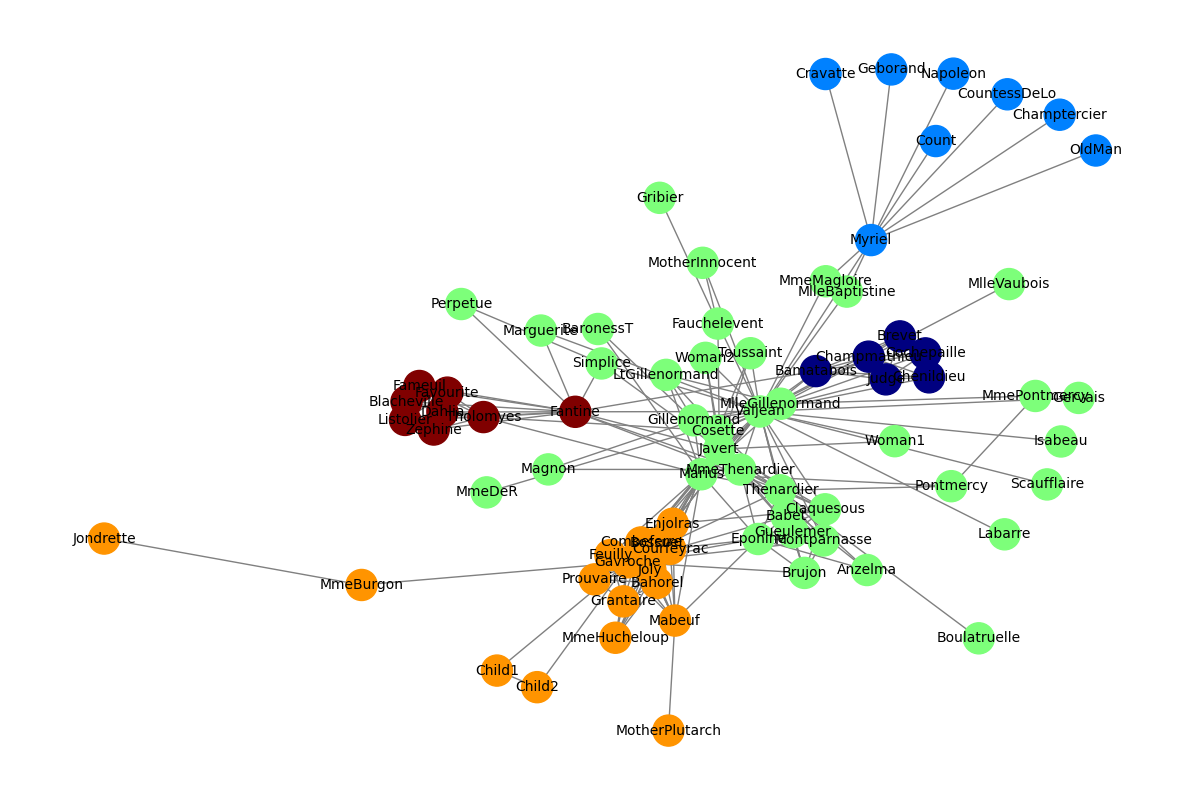 Cravatte
Geborand
Napoleon
CountessDeLo
Champtercier
Count
OldMan
Gribier
Myriel
MotherInnocent
MmeMagloire
MlleBaptistine
MlleVaubois
Perpetue
Marguerite
BaronessT
Fauchelevent
Simplice
Woman2
Toussaint
LtGillenormand
Brevet
Champmathieu
Cochepaille
Bamatabois
Judge
Chenildieu
Fameuil
Favourite
Blacheville
Dahlia
Listolier
Tholomyes
Zephine
Fantine
MlleGillenormand
Valjean
MmePontmercy
Gervais
Gillenormand
Cosette
Javert
Woman1
Isabeau
Magnon
Marius
MmeThenardier
MmeDeR
Thenardier
Pontmercy
Scaufflaire
Claquesous
Babet
Enjolras
Gueulemer
Labarre
Jondrette
Combeferre
Bossuet
Courfeyrac
Eponine
Montparnasse
Feuilly
Gavroche
Joly
Anzelma
Brujon
MmeBurgon
Prouvaire
Bahorel
Grantaire
Mabeuf
MmeHucheloup
Boulatruelle
Child1
Child2
MotherPlutarch